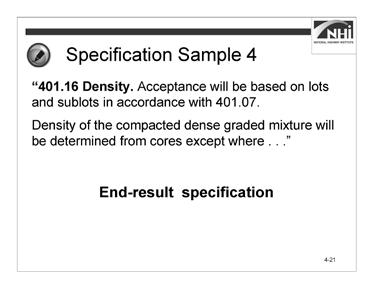 NHI
NATIONAL HIGHWAY INSTITUTE
Specification Sample 4
“401.16 Density. Acceptance will be based on lots
and sublots in accordance with 401.07.
Density of the compacted dense graded mixture will
be determined from cores except where . . .”
End-result specification
4-21